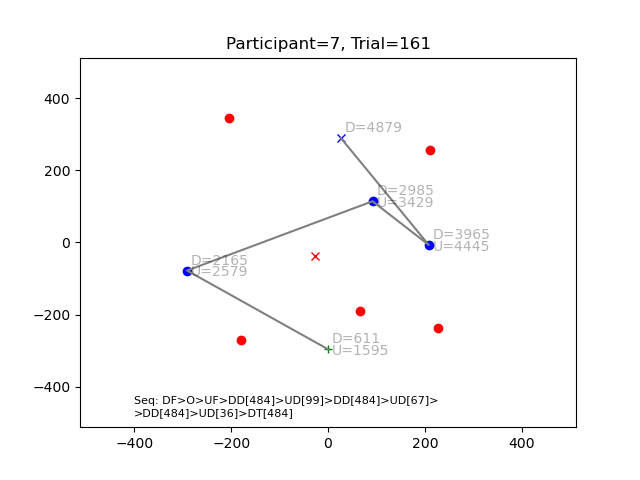 Participant=7, Trial=161
400
200
0
−200
−400
D=4879
D=2985
U=3429
D=3965
U=4445
D=2165
U=2579
D=611
U=1595
Seq: DF>O>UF>DD[484]>UD[99]>DD[484]>UD[67]>
>DD[484]>UD[36]>DT[484]
−400 −200 0 200 400